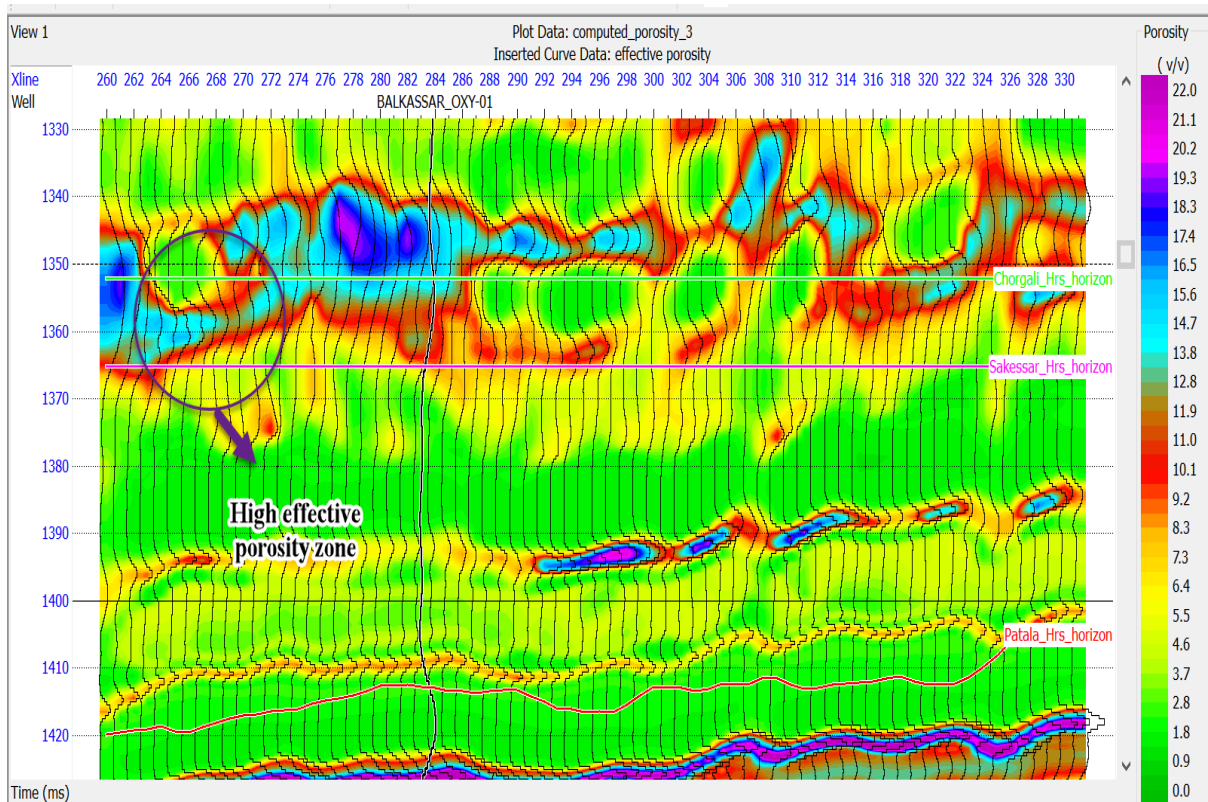 View 1
Plot Data: computed_porosity_3
Inserted Curve Data: effective porosity
Xline 260 262 264 266 268 270 272 274 276 278 280 282 284 286 288 290 292 294 296 298 300 302 304 306 308 310 312 314 316 318 320 322 324 326 328 330
Well BALKASSAR_OXY-01
1330
1340
1350
Chorgali_Hrs_horizon
1360
Sakessar_Hrs_horizon
1370
1380
High effective
porosity zone
1390
1400
Patala_Hrs_horizon
1410
1420
Time (ms)
Porosity
( v/v)
22.0
21.1
20.2
19.3
18.3
17.4
16.5
15.6
14.7
13.8
12.8
11.9
11.0
10.1
9.2
8.3
7.3
6.4
5.5
4.6
3.7
2.8
1.8
0.9
0.0